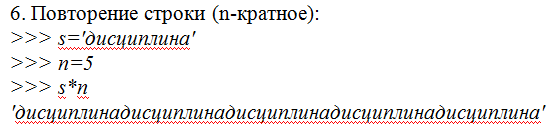 6. Повторение строки (n-кратное):
>>> s='дисциплина'
>>> n=5
>>> s*n
'дисциплинадисциплинадисциплинадисциплинадисциплина'